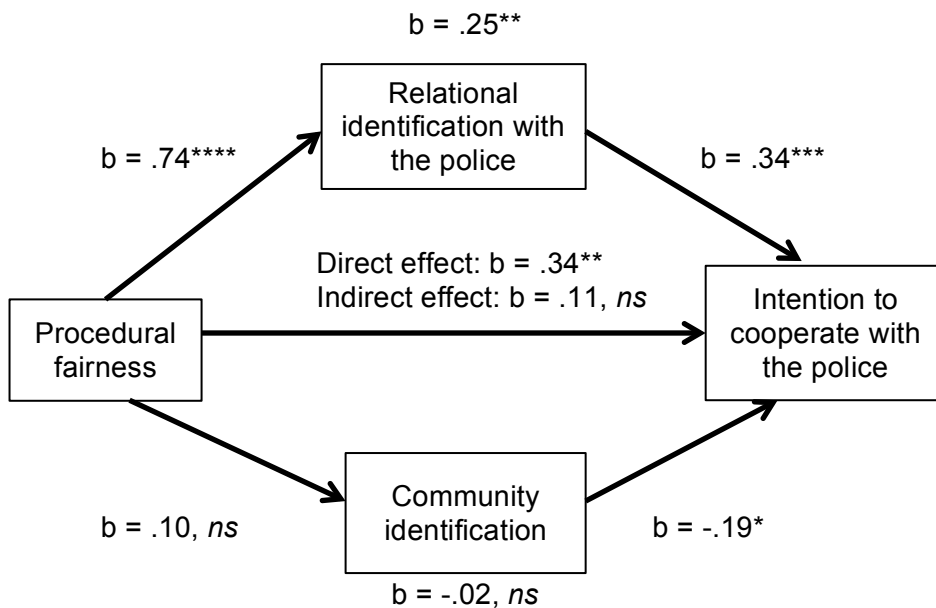 b = .25**
Relational
identification with
the police
b = .74****
b = .34***
Direct effect: b = .34**
Indirect effect: b = .11, ns
Procedural
fairness
Intention to
cooperate with
the police
Community
identification
b = .10, ns
b = -.19*
b = -.02, ns